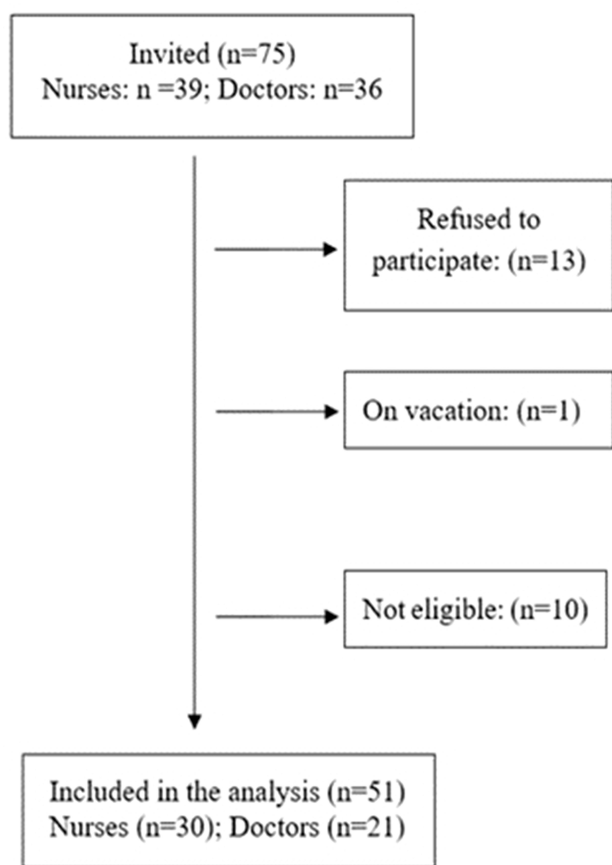 Invited (n=75)
Nurses: n =39; Doctors: n=36
Refused to
participate: (n=13)
On vacation: (n=1)
Not eligible: (n=10)
Included in the analysis (n=51)
Nurses (n=30); Doctors (n=21)